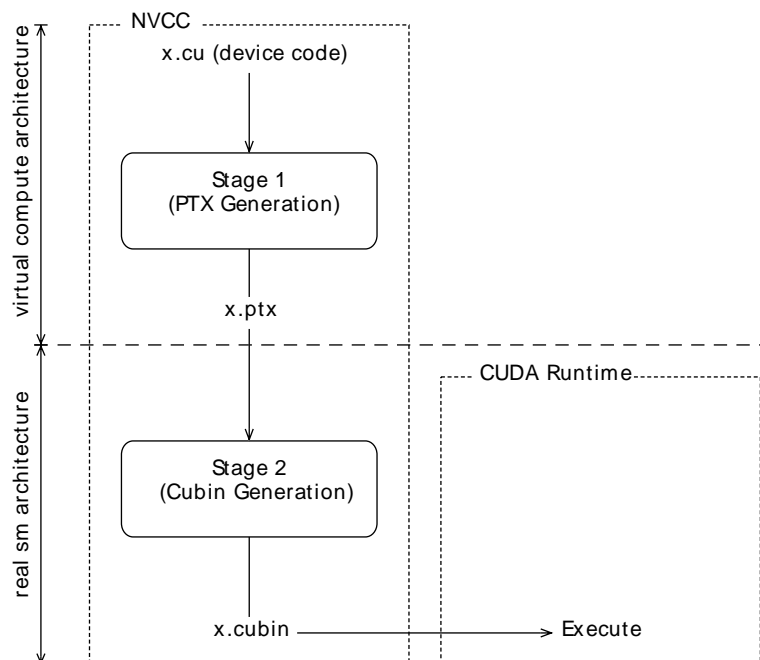 NVCC
x.cu (device code)
virtual compute architecture
Stage 1
(PTX Generation)
x.ptx
CUDA Runtime
real sm architecture
Stage 2
(Cubin Generation)
x.cubin
Execute